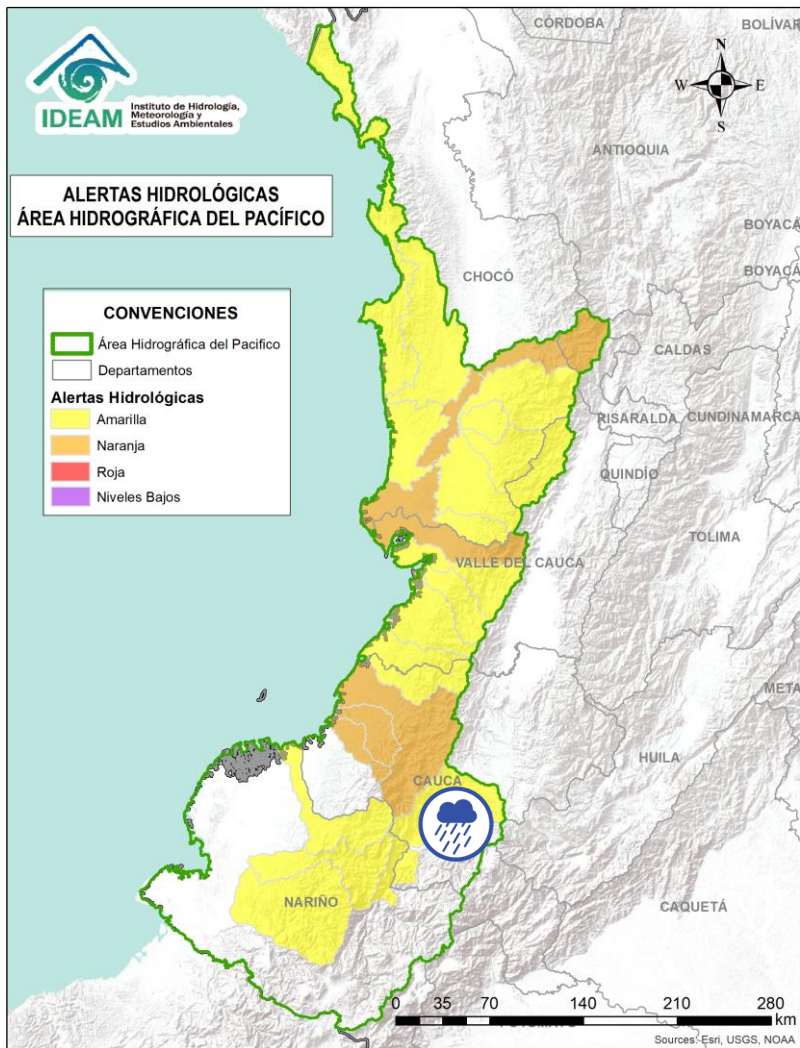 IDEAM
Instituto de Hidrología,
Meteorología y
Estudios Ambientales
ALERTAS HIDROLÓGICAS
ÁREA HIDROGRÁFICA DEL PACÍFICO
CONVENCIONES
Área Hidrográfica del Pacifico
Departamentos
Alertas Hidrológicas
Amarilla
Naranja
Roja
Niveles Bajos
CÓRDOBA
BOLÍVAR
N
W
E
S
ANTIOQUIA
BOYACÁ
BOYACÁ
CHOCÓ
CALDAS
RISARALDA
CUNDINAMARCA
QUINDÍO
TOLIMA
VALLE DEL CAUCA
META
HUILA
CAUCA
NARIÑO
CAQUETÁ
0 35 70 140 210 280
km
Sources: Esri, USGS, NOAA